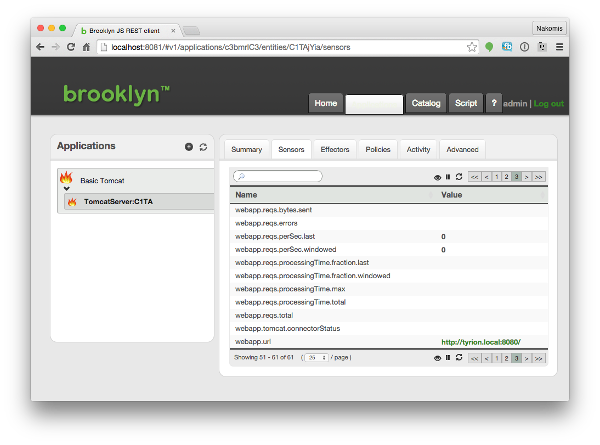 Brooklyn JS REST client
Nakomis
localhost:8081/#v1/applications/c3bmrlC3/entities/C1TAjYia/sensors
brooklyn™
Home
Catalog
Script
?
admin | Log out
Applications
Basic Tomcat
TomcatServer:C1TA
Summary
Sensors
Effectors
Policies
Activity
Advanced
<< < 1 2 3 > >>
Name Value
webapp.reqs.bytes.sent
webapp.reqs.errors
webapp.reqs.perSec.last 0
webapp.reqs.perSec.windowed 0
webapp.reqs.processingTime.fraction.last
webapp.reqs.processingTime.fraction.windowed
webapp.reqs.processingTime.max
webapp.reqs.processingTime.total
webapp.reqs.total
webapp.tomcat.connectorStatus
webapp.url http://tyrion.local:8080/
Showing 51 - 61 of 61 ( 25 / page )
<< < 1 2 3 > >>